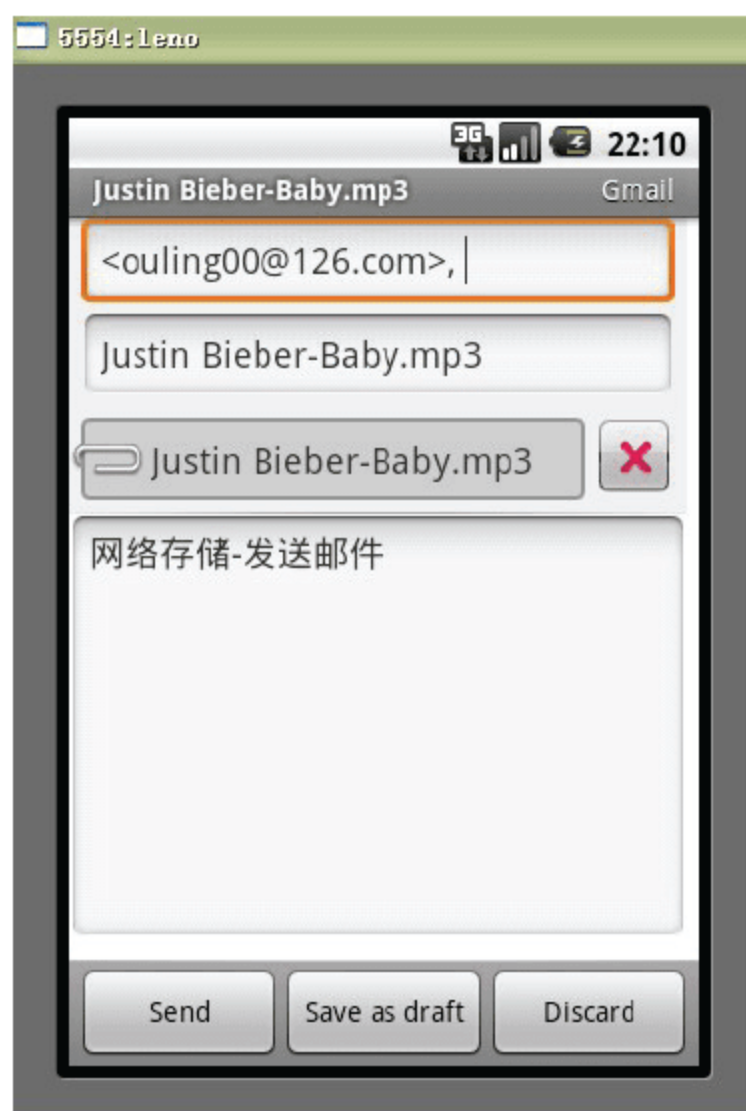 5554:leno
3G 22:10
Justin Bieber-Baby.mp3 Gmail
<ouling00@126.com>,
Justin Bieber-Baby.mp3
Justin Bieber-Baby.mp3
网络存储-发送邮件
Send Save as draft Discard